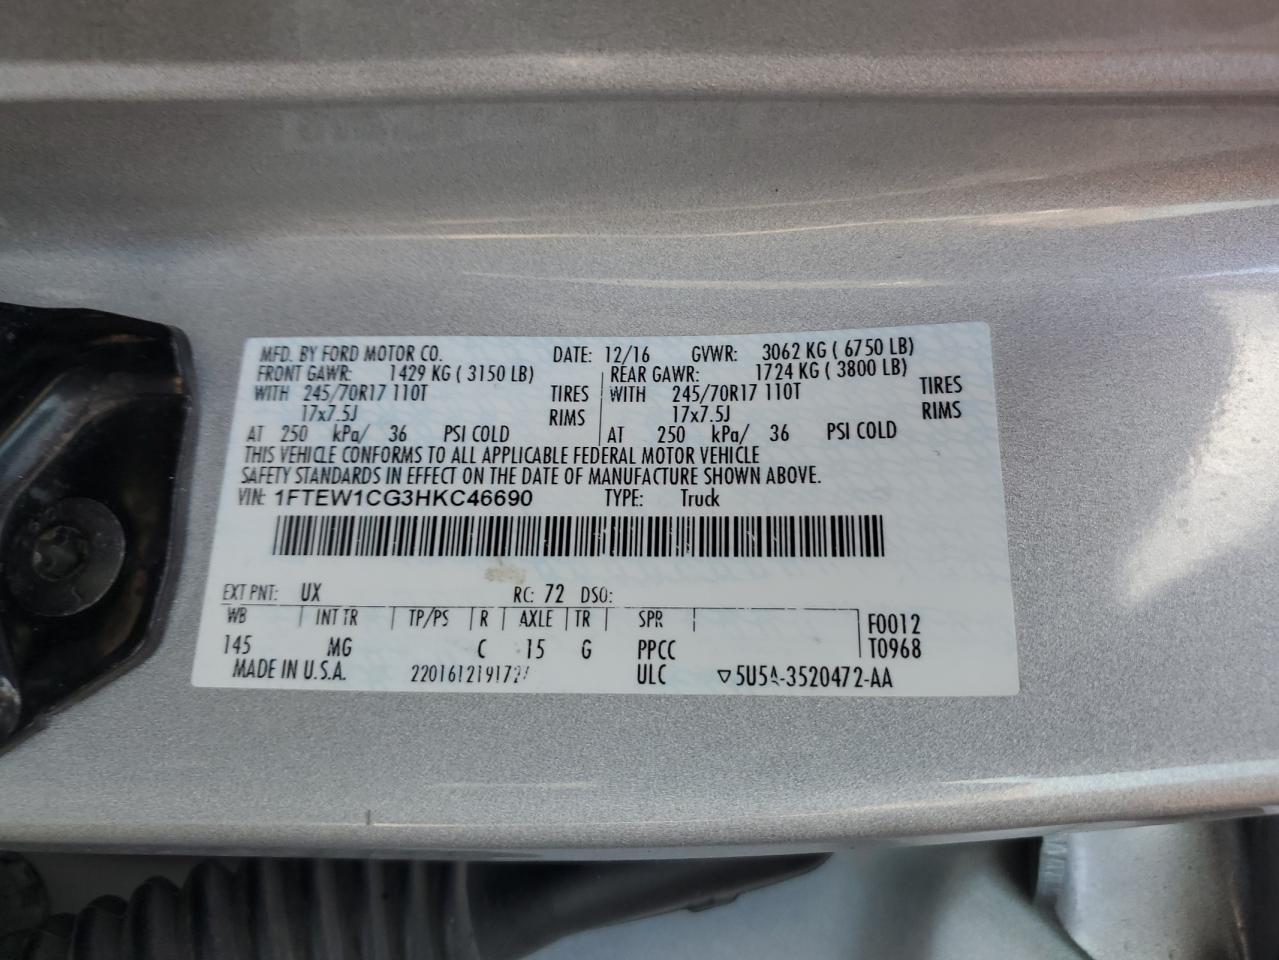 MFD. BY FORD MOTOR CO. DATE: 12/16 GVWR: 3062 KG ( 6750 LB)
FRONT GAWR: 1429 KG ( 3150 LB) REAR GAWR: 1724 KG ( 3800 LB)
WITH 245/70R17 110T TIRES WITH 245/70R17 110T TIRES
17x7.5J RIMS 17x7.5J RIMS
AT 250 kPa/ 36 PSI COLD AT 250 kPa/ 36 PSI COLD
THIS VEHICLE CONFORMS TO ALL APPLICABLE FEDERAL MOTOR VEHICLE
SAFETY STANDARDS IN EFFECT ON THE DATE OF MANUFACTURE SHOWN ABOVE.
VIN: 1FTEW1CG3HKC46690 TYPE: Truck
EXT PNT: UX RC: 72 DSO:
WB INT TR TP/PS R AXLE TR SPR F0012
145 MG C 15 G PPCC T0968
MADE IN U.S.A. ULC ▽5U5A-3520472-AA